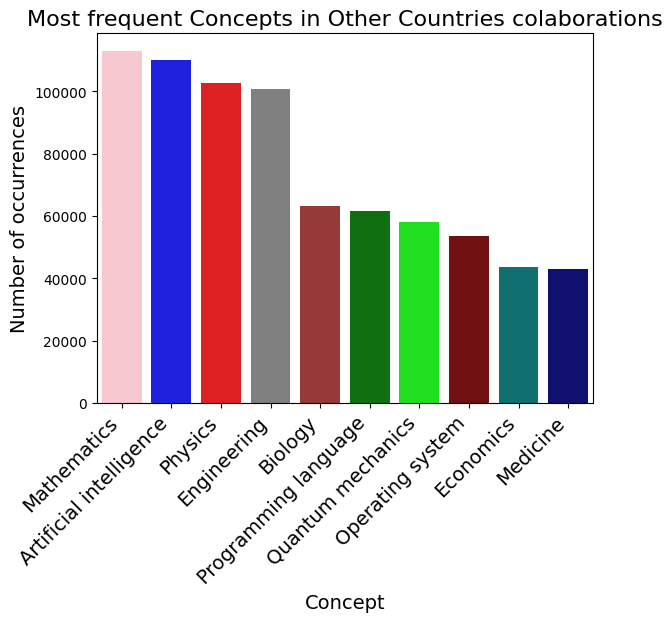 Most frequent Concepts in Other Countries colaborations
Number of occurrences
100000
80000
60000
40000
20000
0
Mathematics
Artificial intelligence
Physics
Engineering
Biology
Programming language
Quantum mechanics
Operating system
Economics
Medicine
Concept